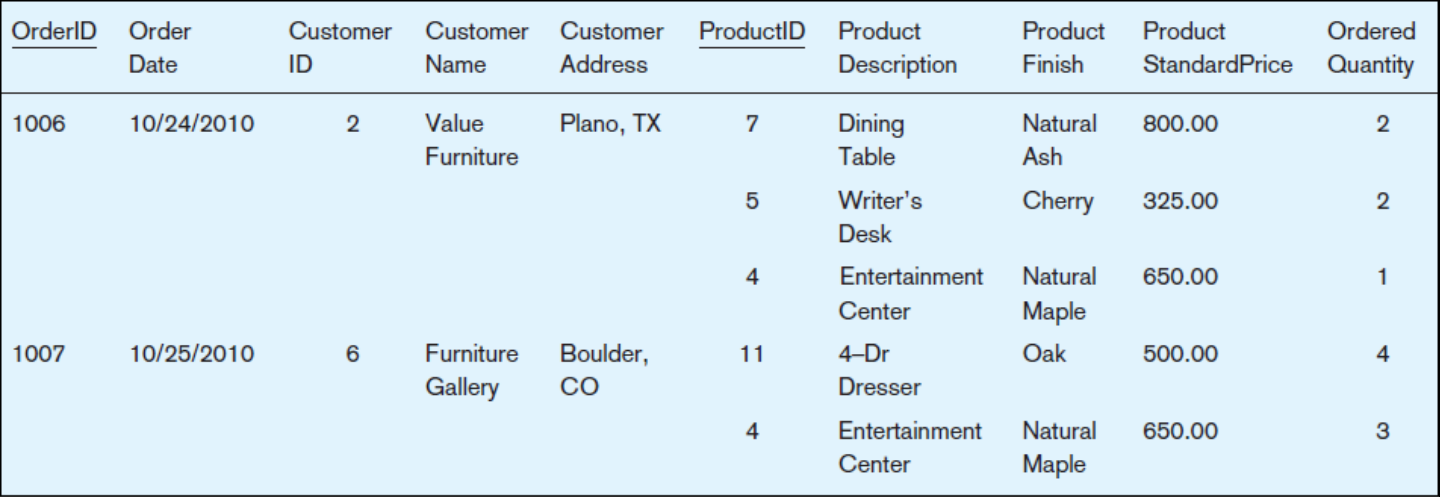 OrderID Order Customer Customer Customer ProductID Product Product Product Ordered
Date ID Name Address Description Finish StandardPrice Quantity
1006 10/24/2010 2 Value Plano, TX 7 Dining Natural 800.00 2
Furniture Table Ash
5 Writer's Cherry 325.00 2
Desk
4 Entertainment Natural 650.00 1
Center Maple
1007 10/25/2010 6 Furniture Boulder, 11 4–Dr Oak 500.00 4
Gallery CO Dresser
4 Entertainment Natural 650.00 3
Center Maple